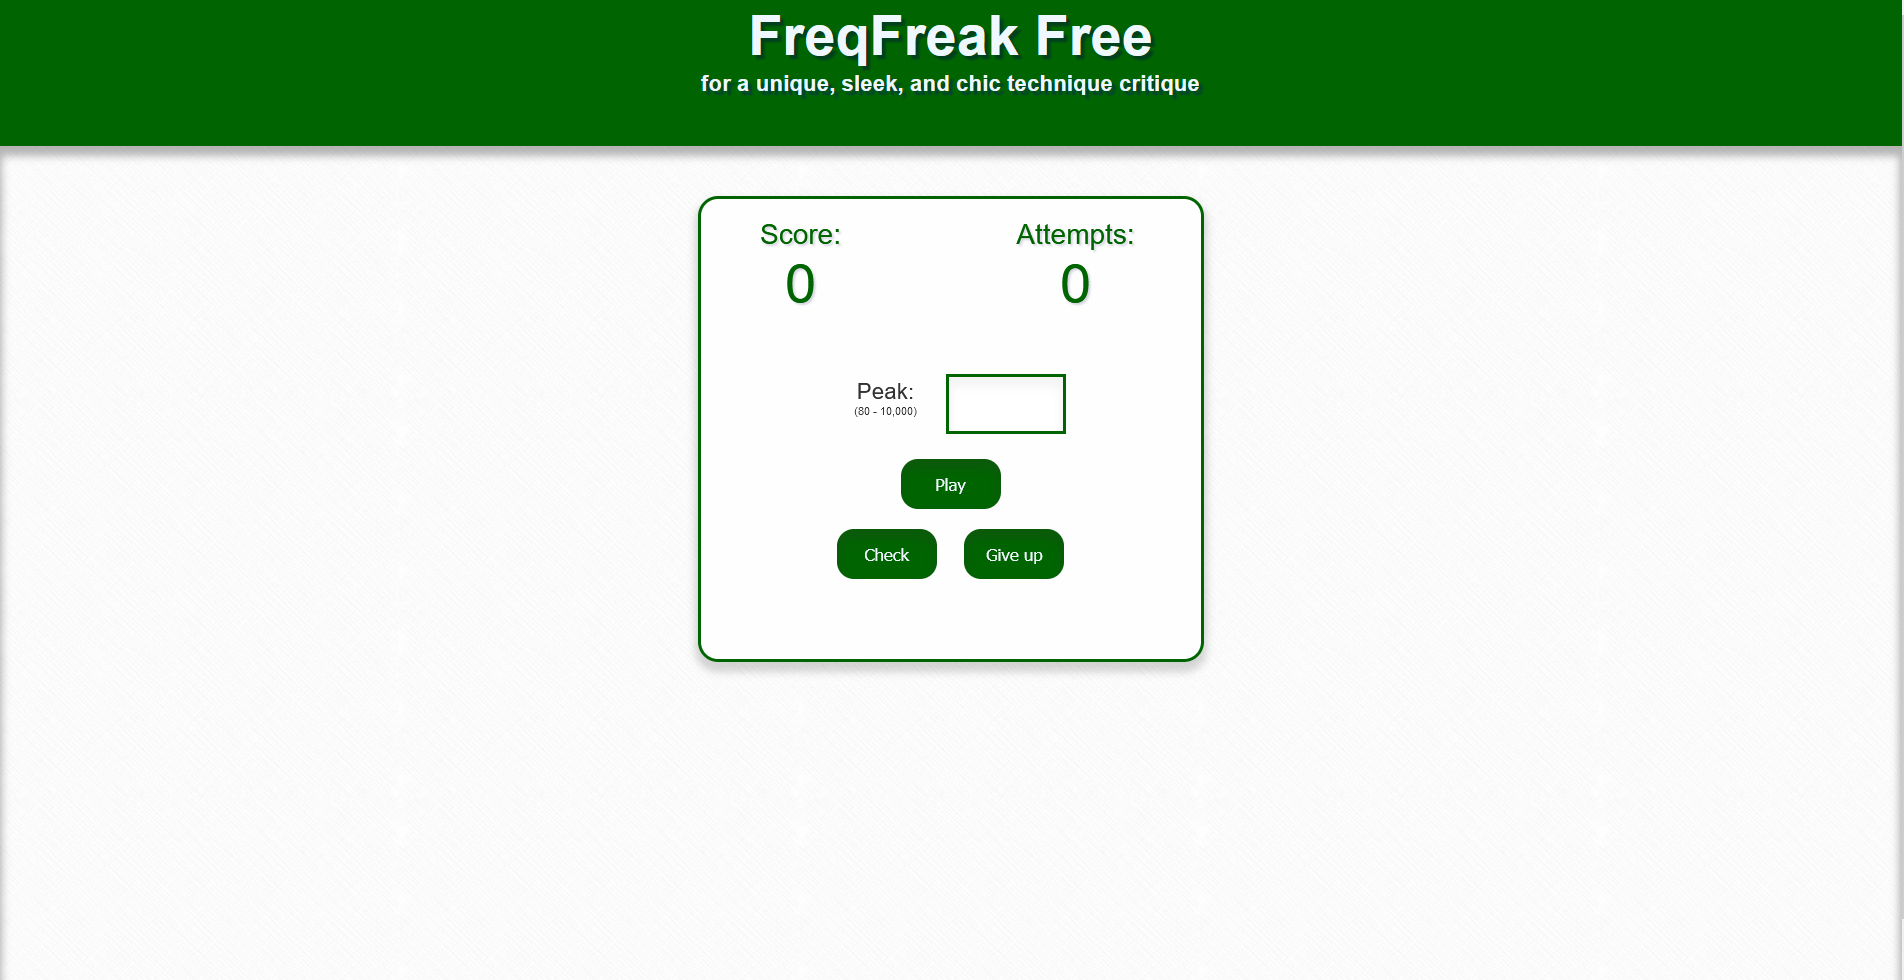 FreqFreak Free
for a unique, sleek, and chic technique critique
Score:
0
Attempts:
0
Peak:
(80 - 10,000)
Play
Check
Give up